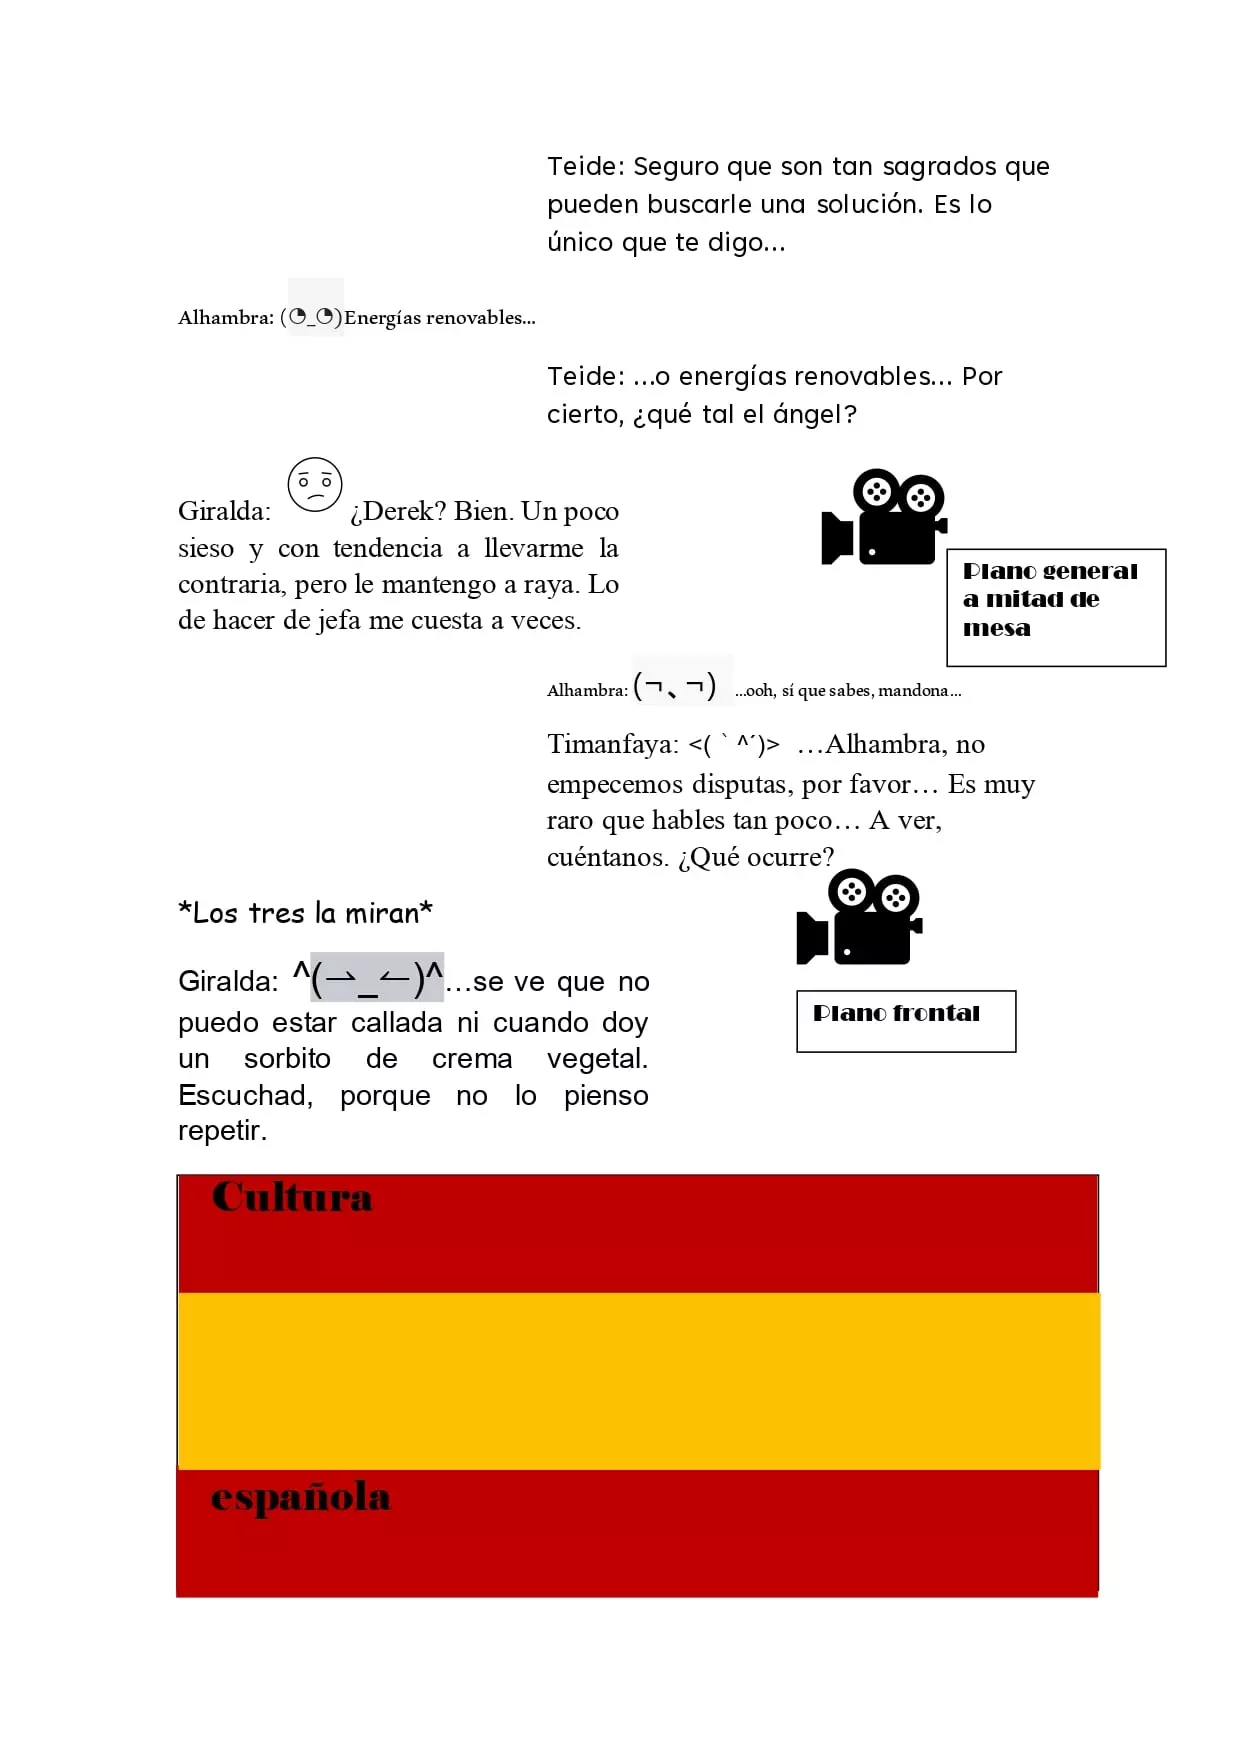 Teide: Seguro que son tan sagrados que
pueden buscarle una solución. Es lo
único que te digo...
Alhambra: (◔_◔)Energías renovables...
Teide: ...o energías renovables... Por
cierto, ¿qué tal el ángel?
Giralda: ¿Derek? Bien. Un poco
sieso y con tendencia a llevarme la
contraria, pero le mantengo a raya. Lo
de hacer de jefa me cuesta a veces.
Plano general
a mitad de
mesa
Alhambra: (¬､¬) ...ooh, sí que sabes, mandona...
Timanfaya: <( ` ^´)> …Alhambra, no
empecemos disputas, por favor… Es muy
raro que hables tan poco… A ver,
cuéntanos. ¿Qué ocurre?
*Los tres la miran*
Plano frontal
Giralda: ^(⇀_↼)^...se ve que no
puedo estar callada ni cuando doy
un sorbito de crema vegetal.
Escuchad, porque no lo pienso
repetir.
Cultura
española